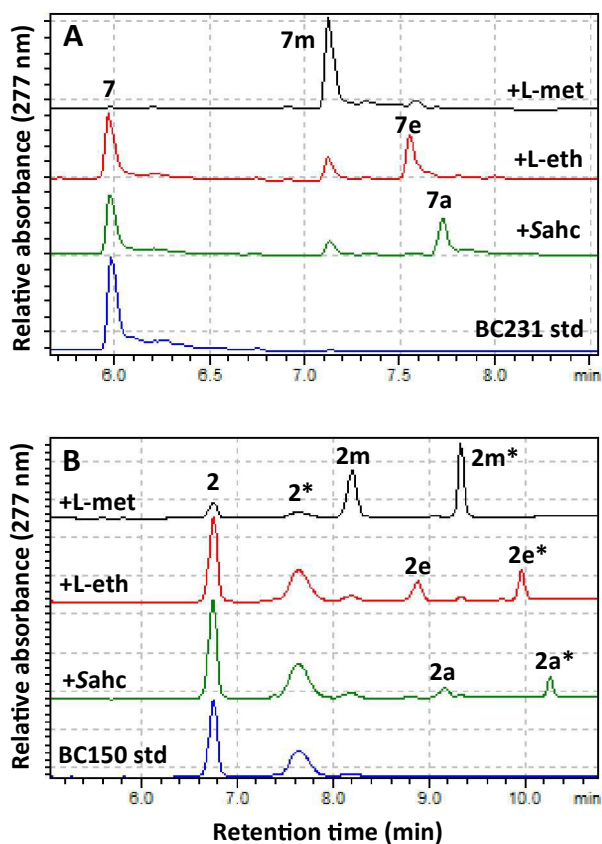 A
7m
7
+L-met
7e
+L-eth
7a
+Sahc
BC231 std
6.0 6.5 7.0 7.5 8.0 min
Relative absorbance (277 nm)
B
2 2* 2m 2m*
+L-met
2e 2e*
+L-eth
2a 2a*
+Sahc
BC150 std
6.0 7.0 8.0 9.0 10.0 min
Relative absorbance (277 nm)
Retention time (min)